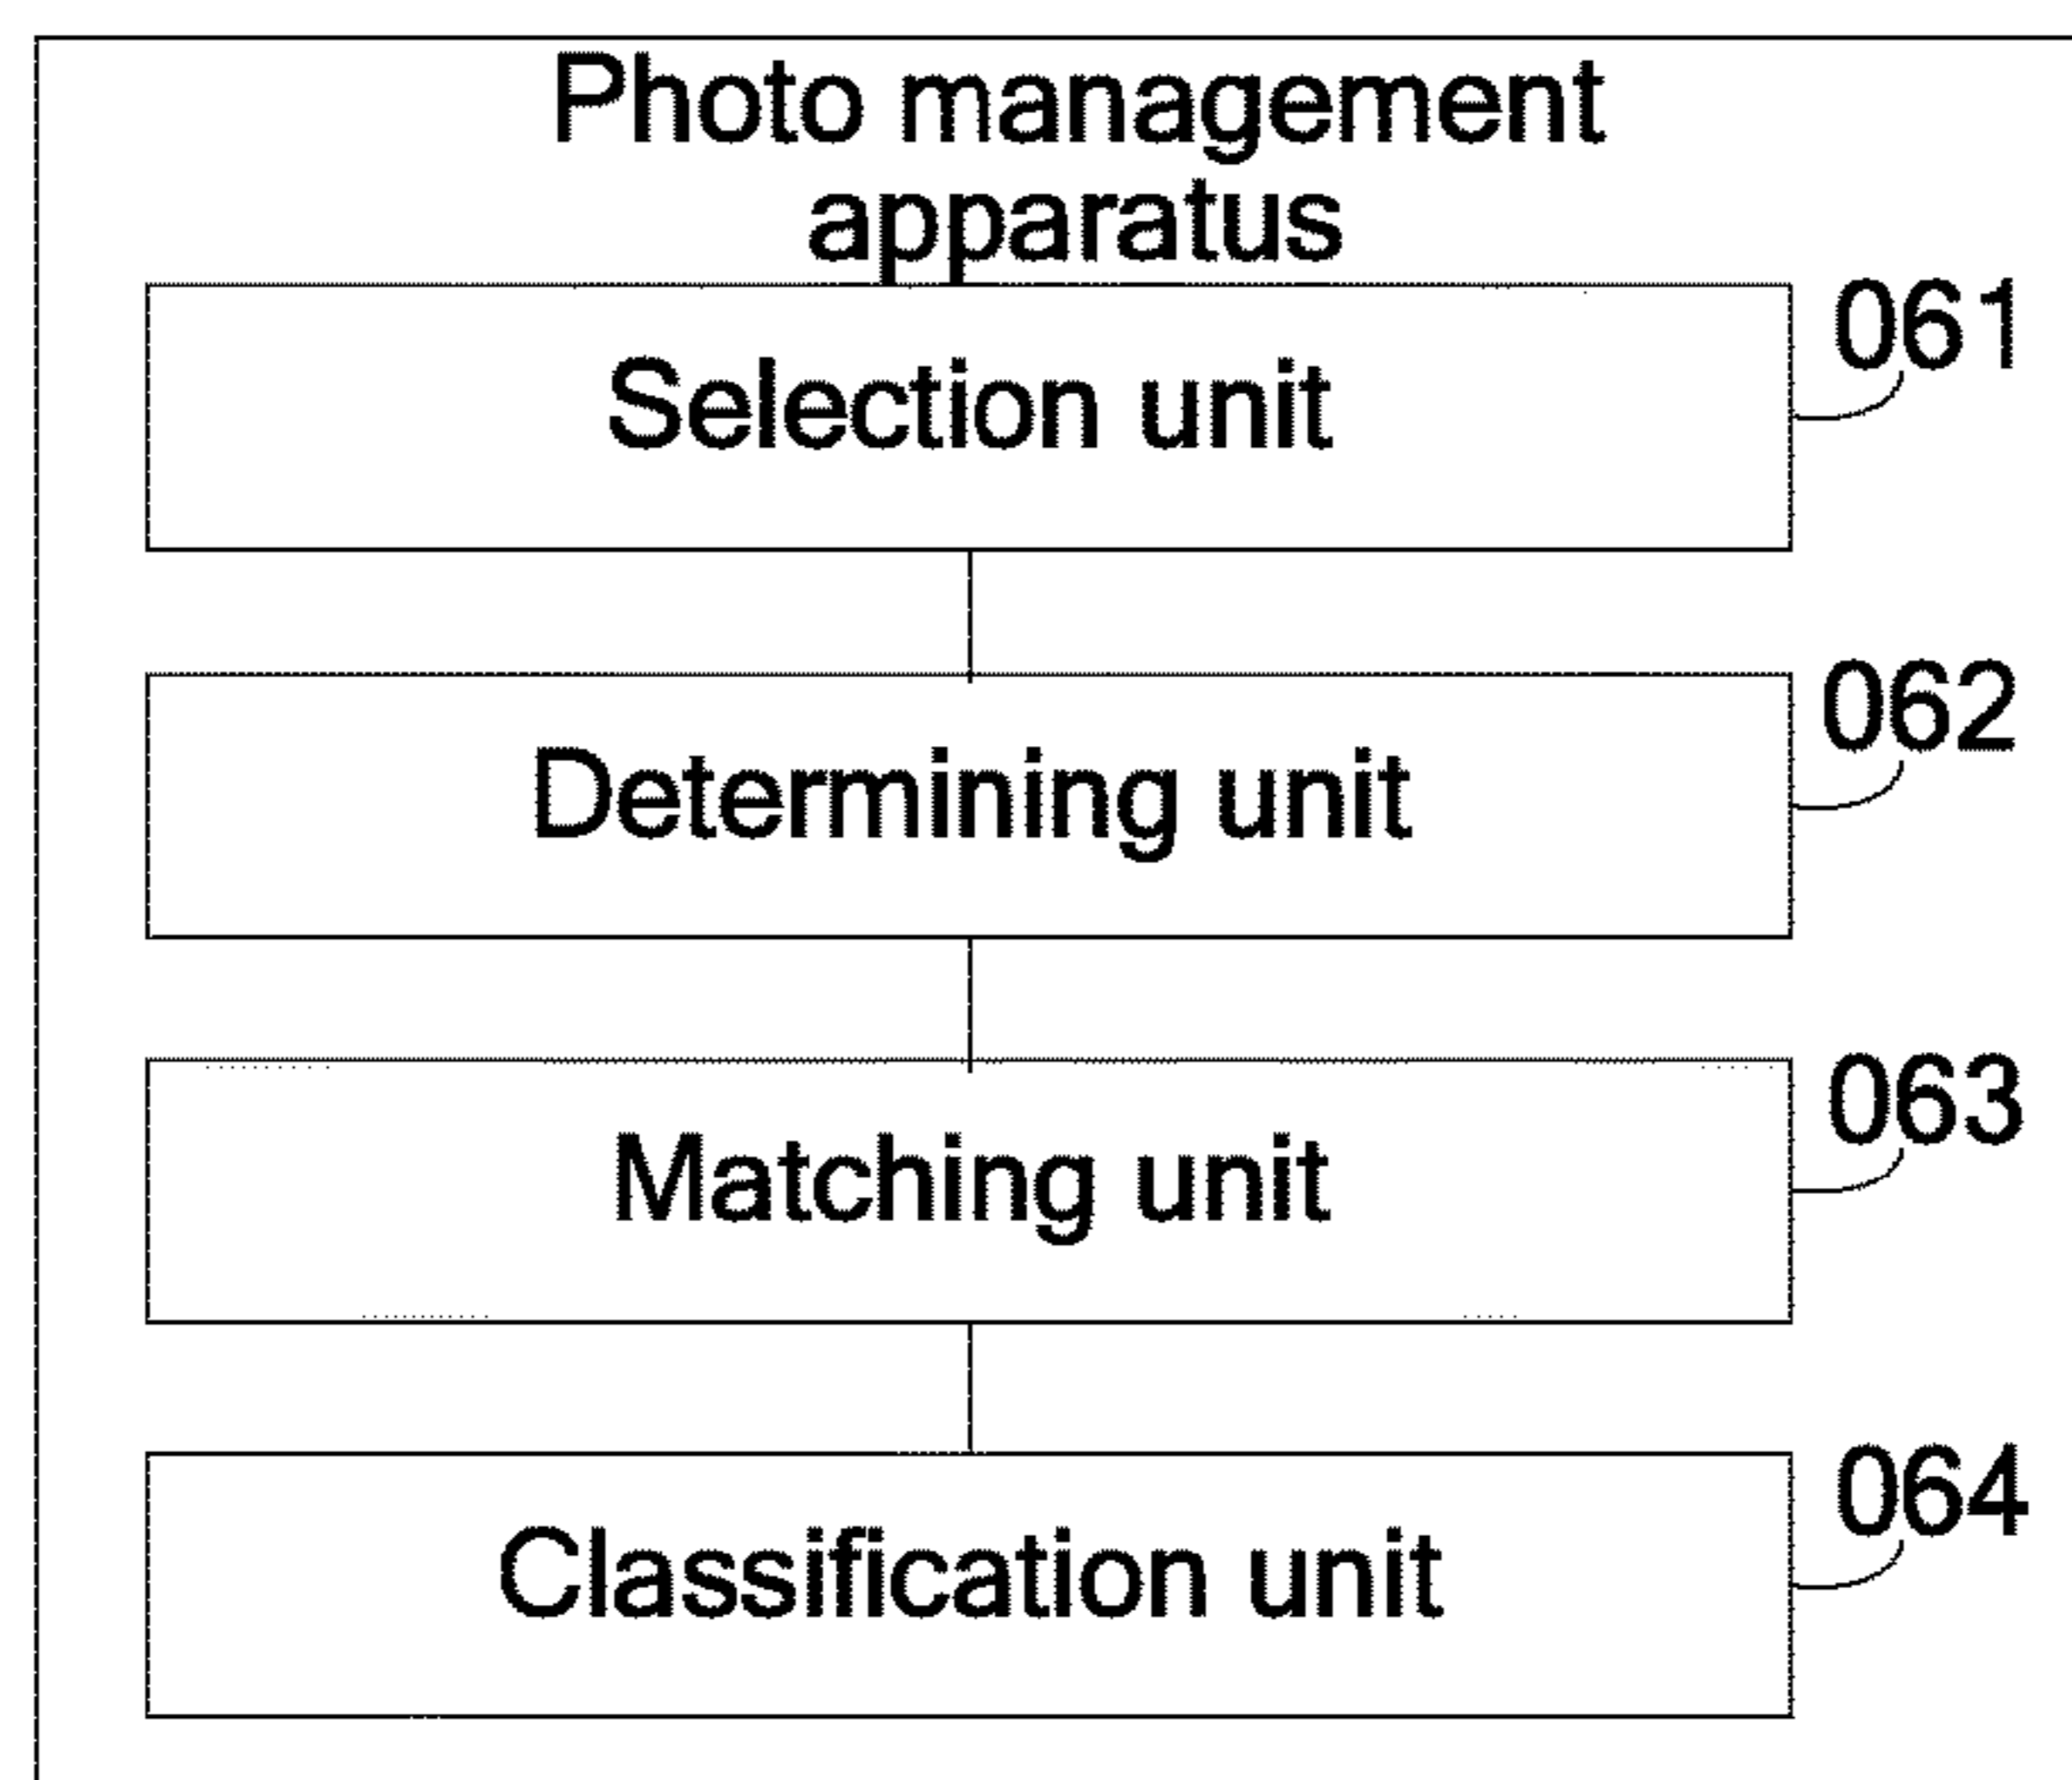 Photo management
apparatus
061
Selection unit
062
Determining unit
063
Matching unit
064
Classification unit